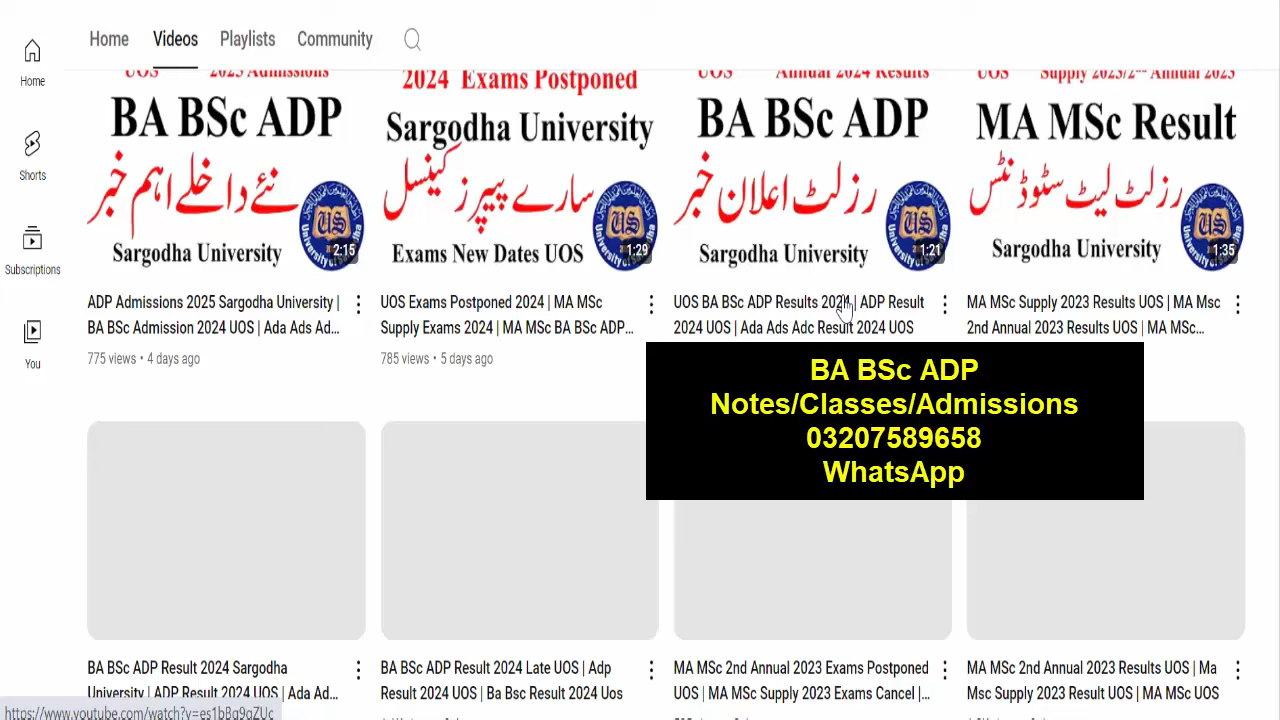 Home Videos Playlists Community
Home
Shorts
Subscriptions
You
UOS 2025 Admissions
BA BSc ADP
نئے داخلے اہم خبر
Sargodha University
2:15
ADP Admissions 2025 Sargodha University |
BA BSc Admission 2024 UOS | Ada Ads Ad...
775 views • 4 days ago
2024 Exams Postponed
Sargodha University
سارے پیپرز کینسل
Exams New Dates UOS
1:29
UOS Exams Postponed 2024 | MA MSc
Supply Exams 2024 | MA MSc BA BSc ADP...
785 views • 5 days ago
UOS Annual 2024 Results
BA BSc ADP
رزلٹ اعلان خبر
Sargodha University
1:21
UOS BA BSc ADP Results 2024 | ADP Result
2024 UOS | Ada Ads Adc Result 2024 UOS
UOS Supply 2023/2ⁿᵈ Annual 2023
MA MSc Result
رزلٹ لیٹ سٹوڈنٹس
Sargodha University
1:35
MA MSc Supply 2023 Results UOS | MA Msc
2nd Annual 2023 Results UOS | MA MSc...
BA BSc ADP
Notes/Classes/Admissions
03207589658
WhatsApp
BA BSc ADP Result 2024 Sargodha
University | ADP Result 2024 UOS | Ada Ad...
BA BSc ADP Result 2024 Late UOS | Adp
Result 2024 UOS | Ba Bsc Result 2024 Uos
MA MSc 2nd Annual 2023 Exams Postponed
UOS | MA MSc Supply 2023 Exams Cancel |...
MA MSc 2nd Annual 2023 Results UOS | Ma
Msc Supply 2023 Result UOS | MA MSc UOS
https://www.youtube.com/watch?v=es1bBq9qZUc